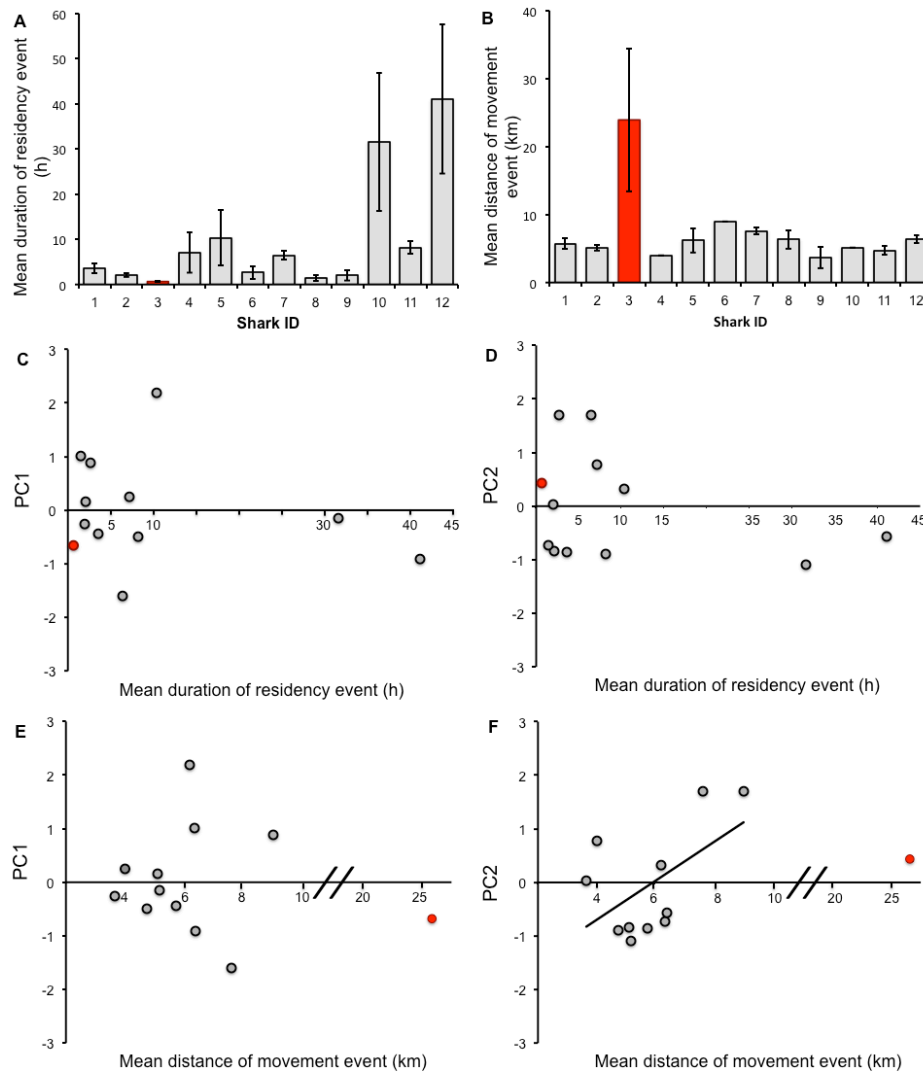 A
Mean duration of residency event
(h)
60
50
40
30
20
10
0
1 2 3 4 5 6 7 8 9 10 11 12
Shark ID
B
Mean distance of movement
event (km)
40
30
20
10
0
1 2 3 4 5 6 7 8 9 10 11 12
Shark ID
C
PC1
3
2
1
0
-1
-2
-3
5 10 30 40 45
Mean duration of residency event (h)
D
PC2
3
2
1
0
-1
-2
-3
5 10 15 35 30 35 40 45
Mean duration of residency event (h)
E
PC1
3
2
1
0
-1
-2
-3
4 6 8 10 20 25
Mean distance of movement event (km)
F
PC2
3
2
1
0
-1
-2
-3
4 6 8 10 20 25
Mean distance of movement event (km)